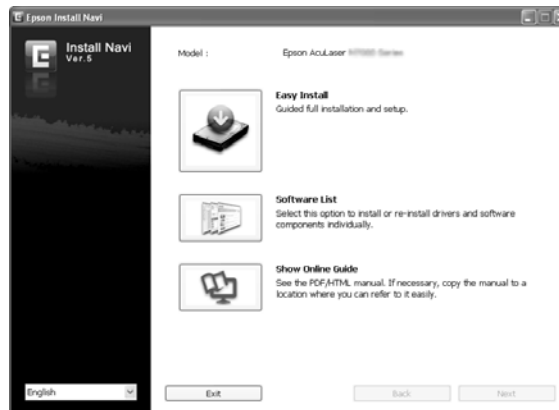 Epson Install Navi
Install Navi
Ver.5
Model :
Epson AcuLaser
Easy Install
Guided full installation and setup.
Software List
Select this option to install or re-install drivers and software
components individually.
Show Online Guide
See the PDF/HTML manual. If necessary, copy the manual to a
location where you can refer to it easily.
English
Exit
Back
Next